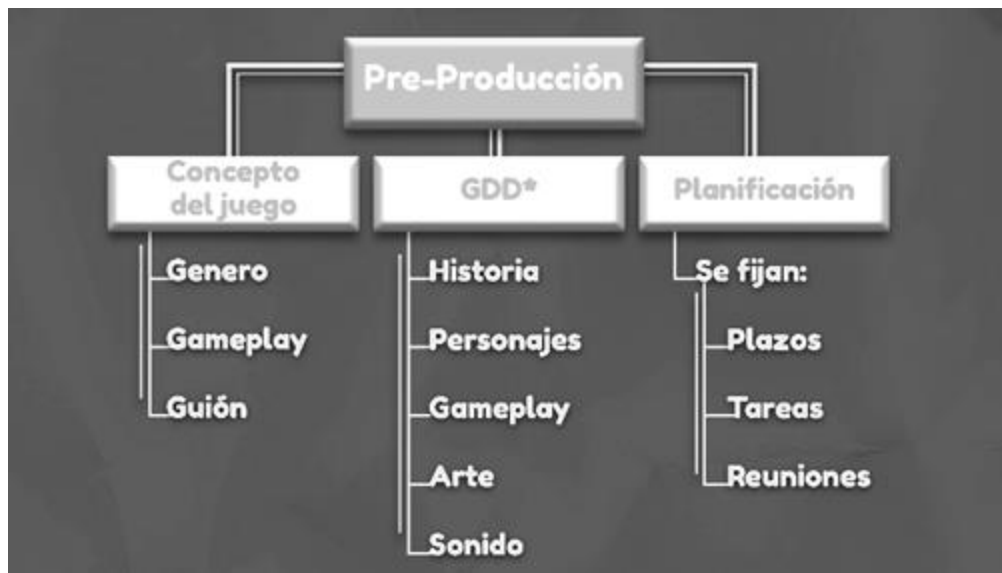 Pre-Producción
Concepto
del juego
Genero
Gameplay
Guión
GDD*
Historia
Personajes
Gameplay
Arte
Sonido
Planificación
Se fijan:
Plazos
Tareas
Reuniones